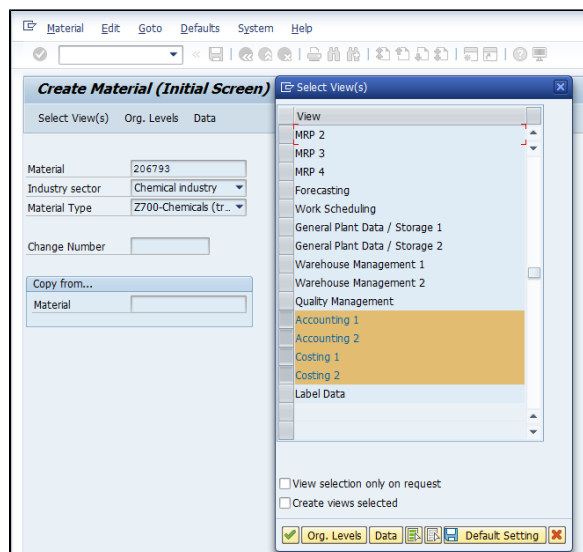 Material Edit Goto Defaults System Help
Create Material (Initial Screen)
Select View(s) Org. Levels Data
Material 206793
Industry sector Chemical industry
Material Type Z700-Chemicals (tr...
Change Number
Copy from...
Material
Select View(s)
View
MRP 2
MRP 3
MRP 4
Forecasting
Work Scheduling
General Plant Data / Storage 1
General Plant Data / Storage 2
Warehouse Management 1
Warehouse Management 2
Quality Management
Accounting 1
Accounting 2
Costing 1
Costing 2
Label Data
View selection only on request
Create views selected
Org. Levels Data Default Setting